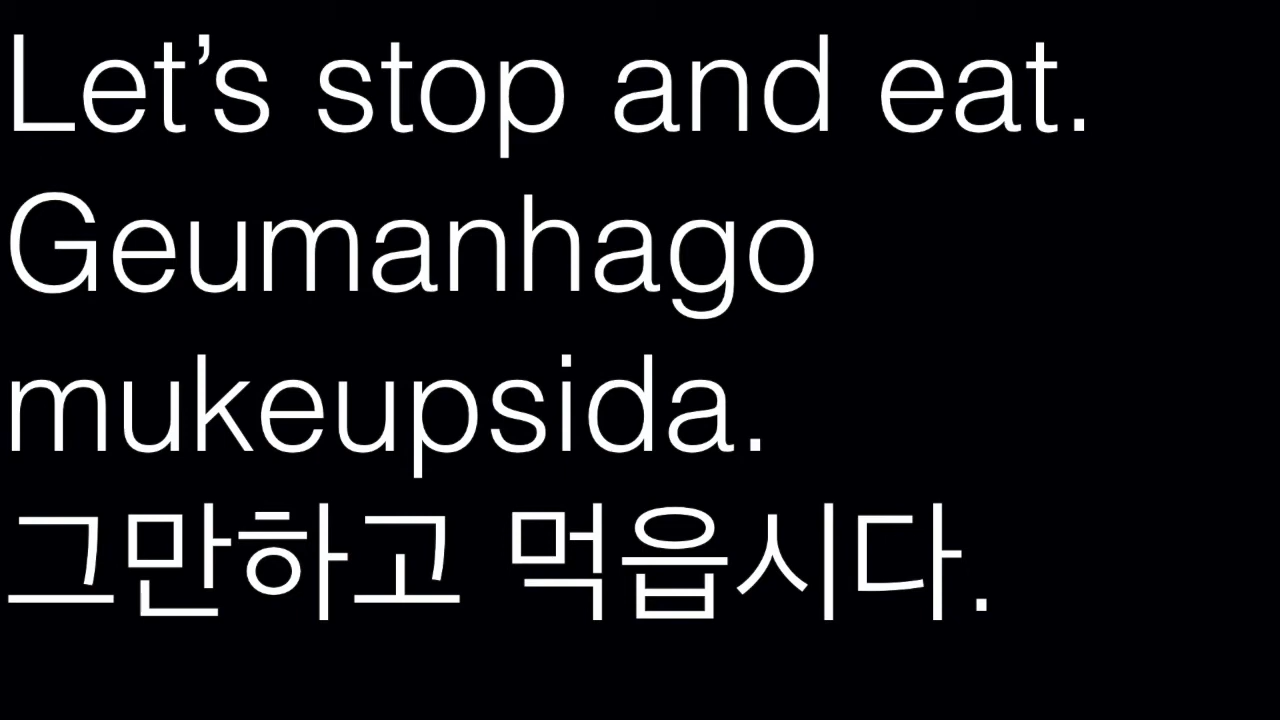 Let’s stop and eat.
Geumanhago
mukeupsida.
그만하고 먹읍시다.